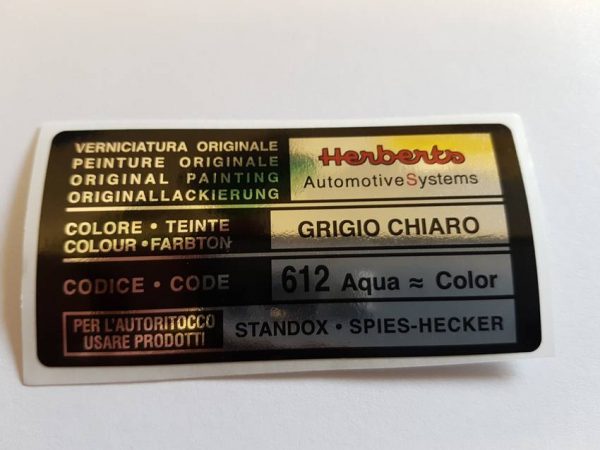 VERNICIATURA ORIGINALE
PEINTURE ORIGINALE
ORIGINAL PAINTING
ORIGINALLACKIERUNG
Herberts
AutomotiveSystems
COLORE • TEINTE
COLOUR • FARBTON
GRIGIO CHIARO
CODICE • CODE
612 Aqua ≈ Color
PER L'AUTORITOCCO
USARE PRODOTTI
STANDOX • SPIES-HECKER